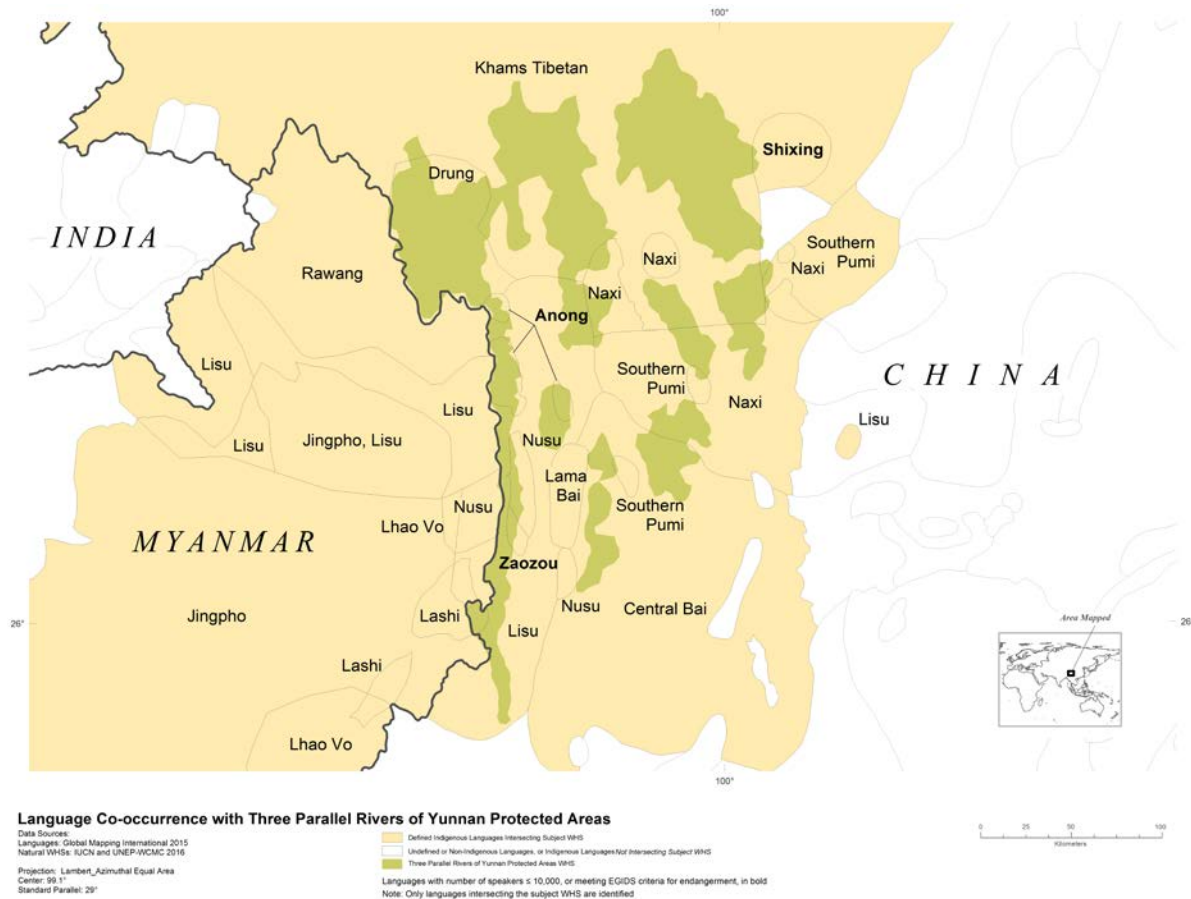 100°
Khams Tibetan
Shixing
Drung
INDIA
Southern
Pumi
Naxi
Naxi
Rawang
Naxi
Anong
Lisu
Southern
Pumi
CHINA
Naxi
Lisu
Lisu
Lisu
Jingpho, Lisu
Nusu
Lama
Bai
Nusu
Southern
Pumi
Lhao Vo
MYANMAR
Zaozou
Nusu
Central Bai
Jingpho
Lashi
Lisu
26°
26
Area Mapped
Lashi
Lhao Vo
100°
Language Co-occurrence with Three Parallel Rivers of Yunnan Protected Areas
Data Sources:
Languages: Global Mapping International 2015
Natural WHSs: IUCN and UNEP-WCMC 2016
Projection: Lambert_Azimuthal Equal Area
Center: 99.1°
Standard Parallel: 29°
Defined Indigenous Languages Intersecting Subject WHS
Undefined or Non-Indigenous Languages, or Indigenous Languages Not Intersecting Subject WHS
Three Parallel Rivers of Yunnan Protected Areas WHS
Languages with number of speakers ≤ 10,000, or meeting EGIDS criteria for endangerment, in bold
Note: Only languages intersecting the subject WHS are identified
0 25 50 100
Kilometers